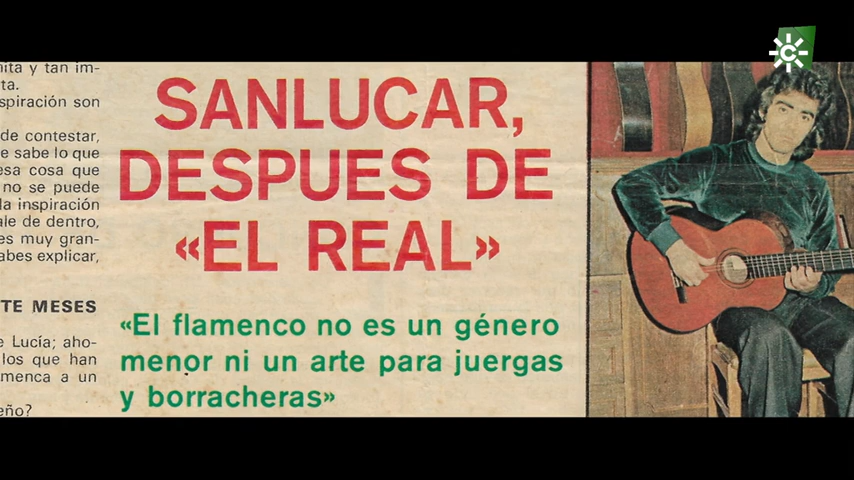 nita y tan im-
ta.
spiración son
de contestar,
e sabe lo que
esa cosa que
no se puede
la inspiración
ale de dentro,
es muy gran-
abes explicar,
TE MESES
e Lucía; aho-
los que han
menca a un
eño?
SANLUCAR,
DESPUES DE
«EL REAL»
«El flamenco no es un género
menor ni un arte para juergas
y borracheras»